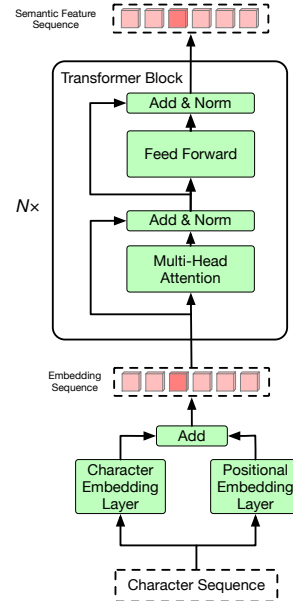 Semantic Feature
Sequence
Transformer Block
Add & Norm
Feed Forward
N×
Add & Norm
Multi-Head
Attention
Embedding
Sequence
Add
Character
Embedding
Layer
Positional
Embedding
Layer
Character Sequence